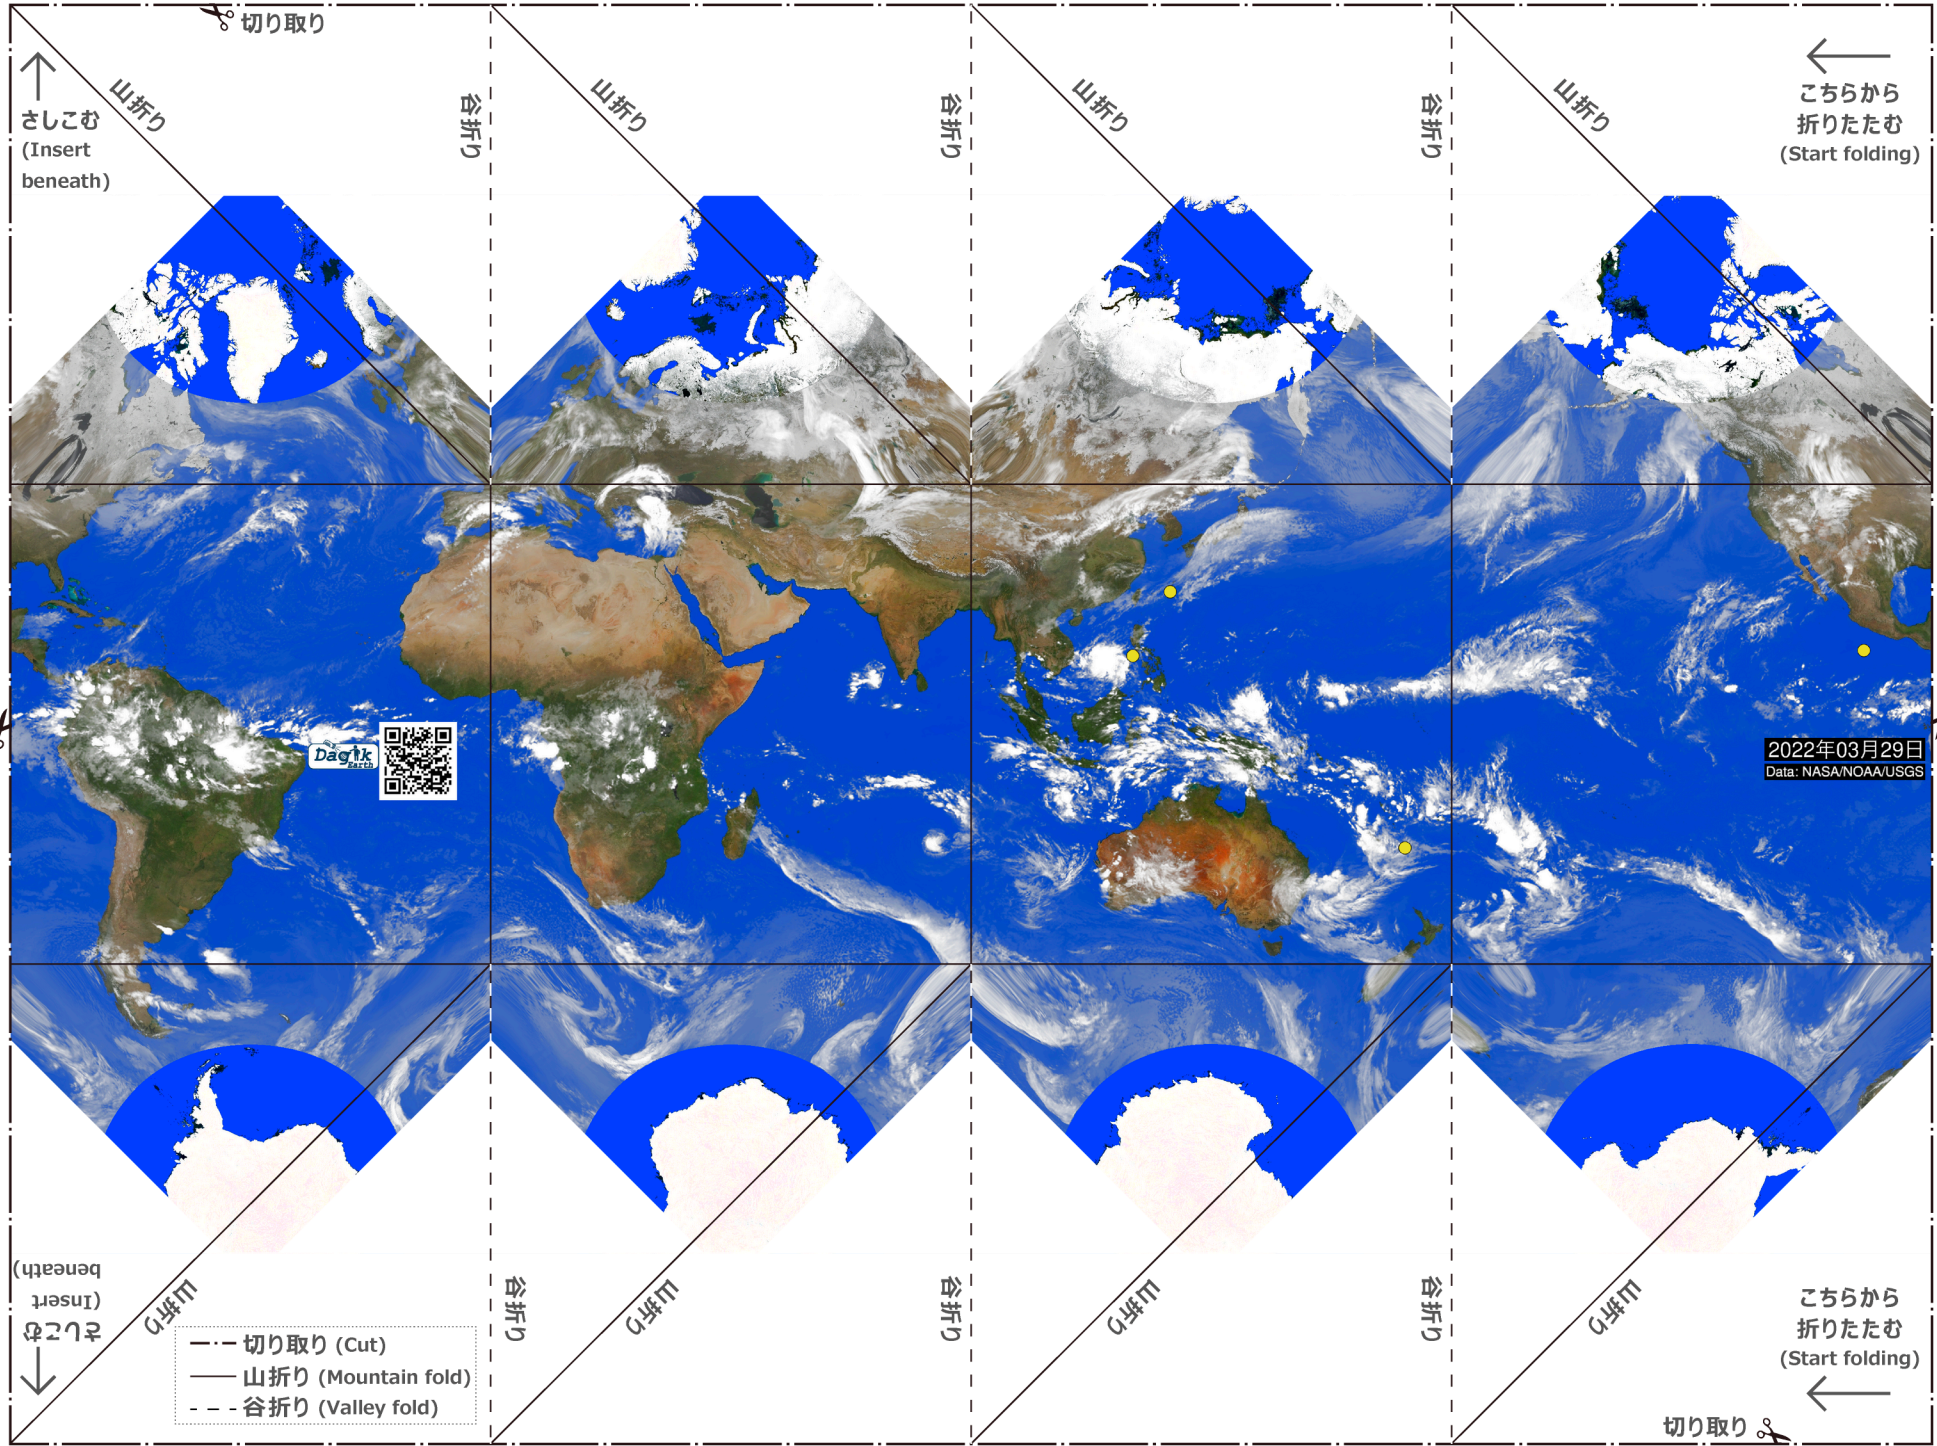 切り取り
さしこむ
(Insert
beneath)
山折り
谷折り
山折り
谷折り
山折り
谷折り
山折り
こちらから
折りたたむ
(Start folding)
Dagik
Earth
2022年03月29日
Data: NASA/NOAA/USGS
さしこむ
(Insert
beneath)
山折り
谷折り
山折り
谷折り
山折り
谷折り
山折り
こちらから
折りたたむ
(Start folding)
切り取り (Cut)
山折り (Mountain fold)
谷折り (Valley fold)
切り取り